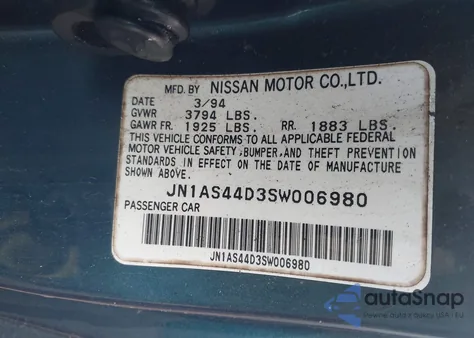 MFD. BY NISSAN MOTOR CO.,LTD.
DATE 3/94
GVWR 3794 LBS.
GAWR FR. 1925 LBS. RR. 1883 LBS.
THIS VEHICLE CONFORMS TO ALL APPLICABLE FEDERAL
MOTOR VEHICLE SAFETY, BUMPER, AND THEFT PREVENTION
STANDARDS IN EFFECT ON THE DATE OF MANUFACTURE
SHOWN ABOVE.
JN1AS44D3SW006980
PASSENGER CAR
JN1AS44D3SW006980
autoSnap